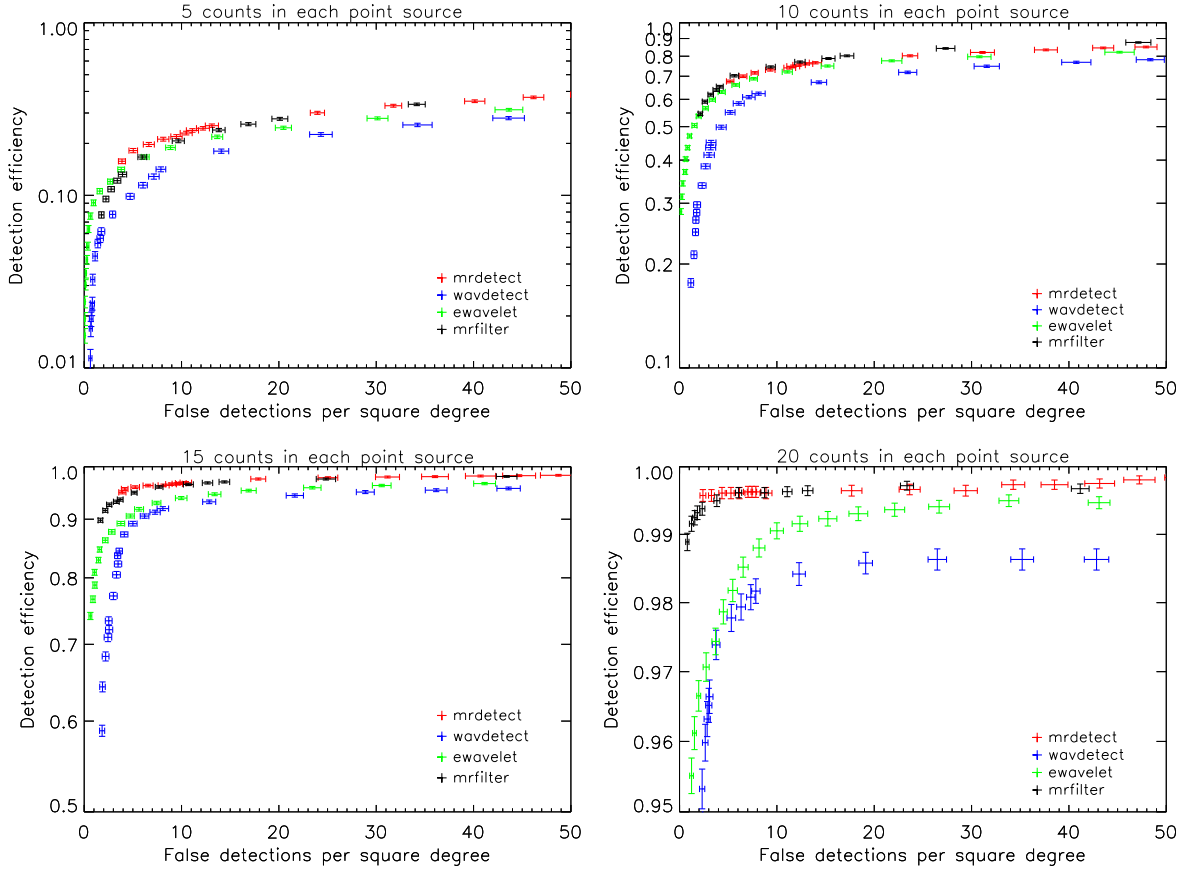 5 counts in each point source
1.00
0.10
0.01
Detection efficiency
mrdetect
wavdetect
ewavelet
mrfilter
0 10 20 30 40 50
False detections per square degree
10 counts in each point source
0.9
0.8
0.7
0.6
0.5
0.4
0.3
0.2
0.1
Detection efficiency
mrdetect
wavdetect
ewavelet
mrfilter
0 10 20 30 40 50
False detections per square degree
15 counts in each point source
1.0
0.9
0.8
0.7
0.6
0.5
Detection efficiency
mrdetect
wavdetect
ewavelet
mrfilter
0 10 20 30 40 50
False detections per square degree
20 counts in each point source
1.00
0.99
0.98
0.97
0.96
0.95
Detection efficiency
mrdetect
wavdetect
ewavelet
mrfilter
0 10 20 30 40 50
False detections per square degree